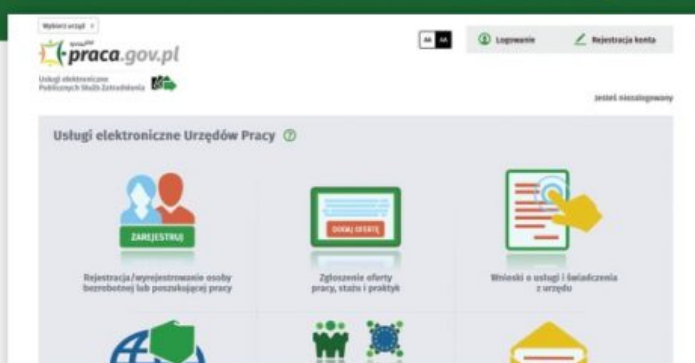 Wybierz urząd
praca.gov.pl
Usługi elektroniczne
Publicznych Służb Zatrudnienia
AA AA
Logowanie
Rejestracja konta
Jesteś niezalogowany
Usługi elektroniczne Urzędów Pracy
ZAREJESTRUJ
DODAJ OFERTĘ
Rejestracja/wyrejestrowanie osoby
bezrobotnej lub poszukującej pracy
Zgłoszenie oferty
pracy, stażu i praktyk
Wnioski o usługi i świadczenia
z urzędu